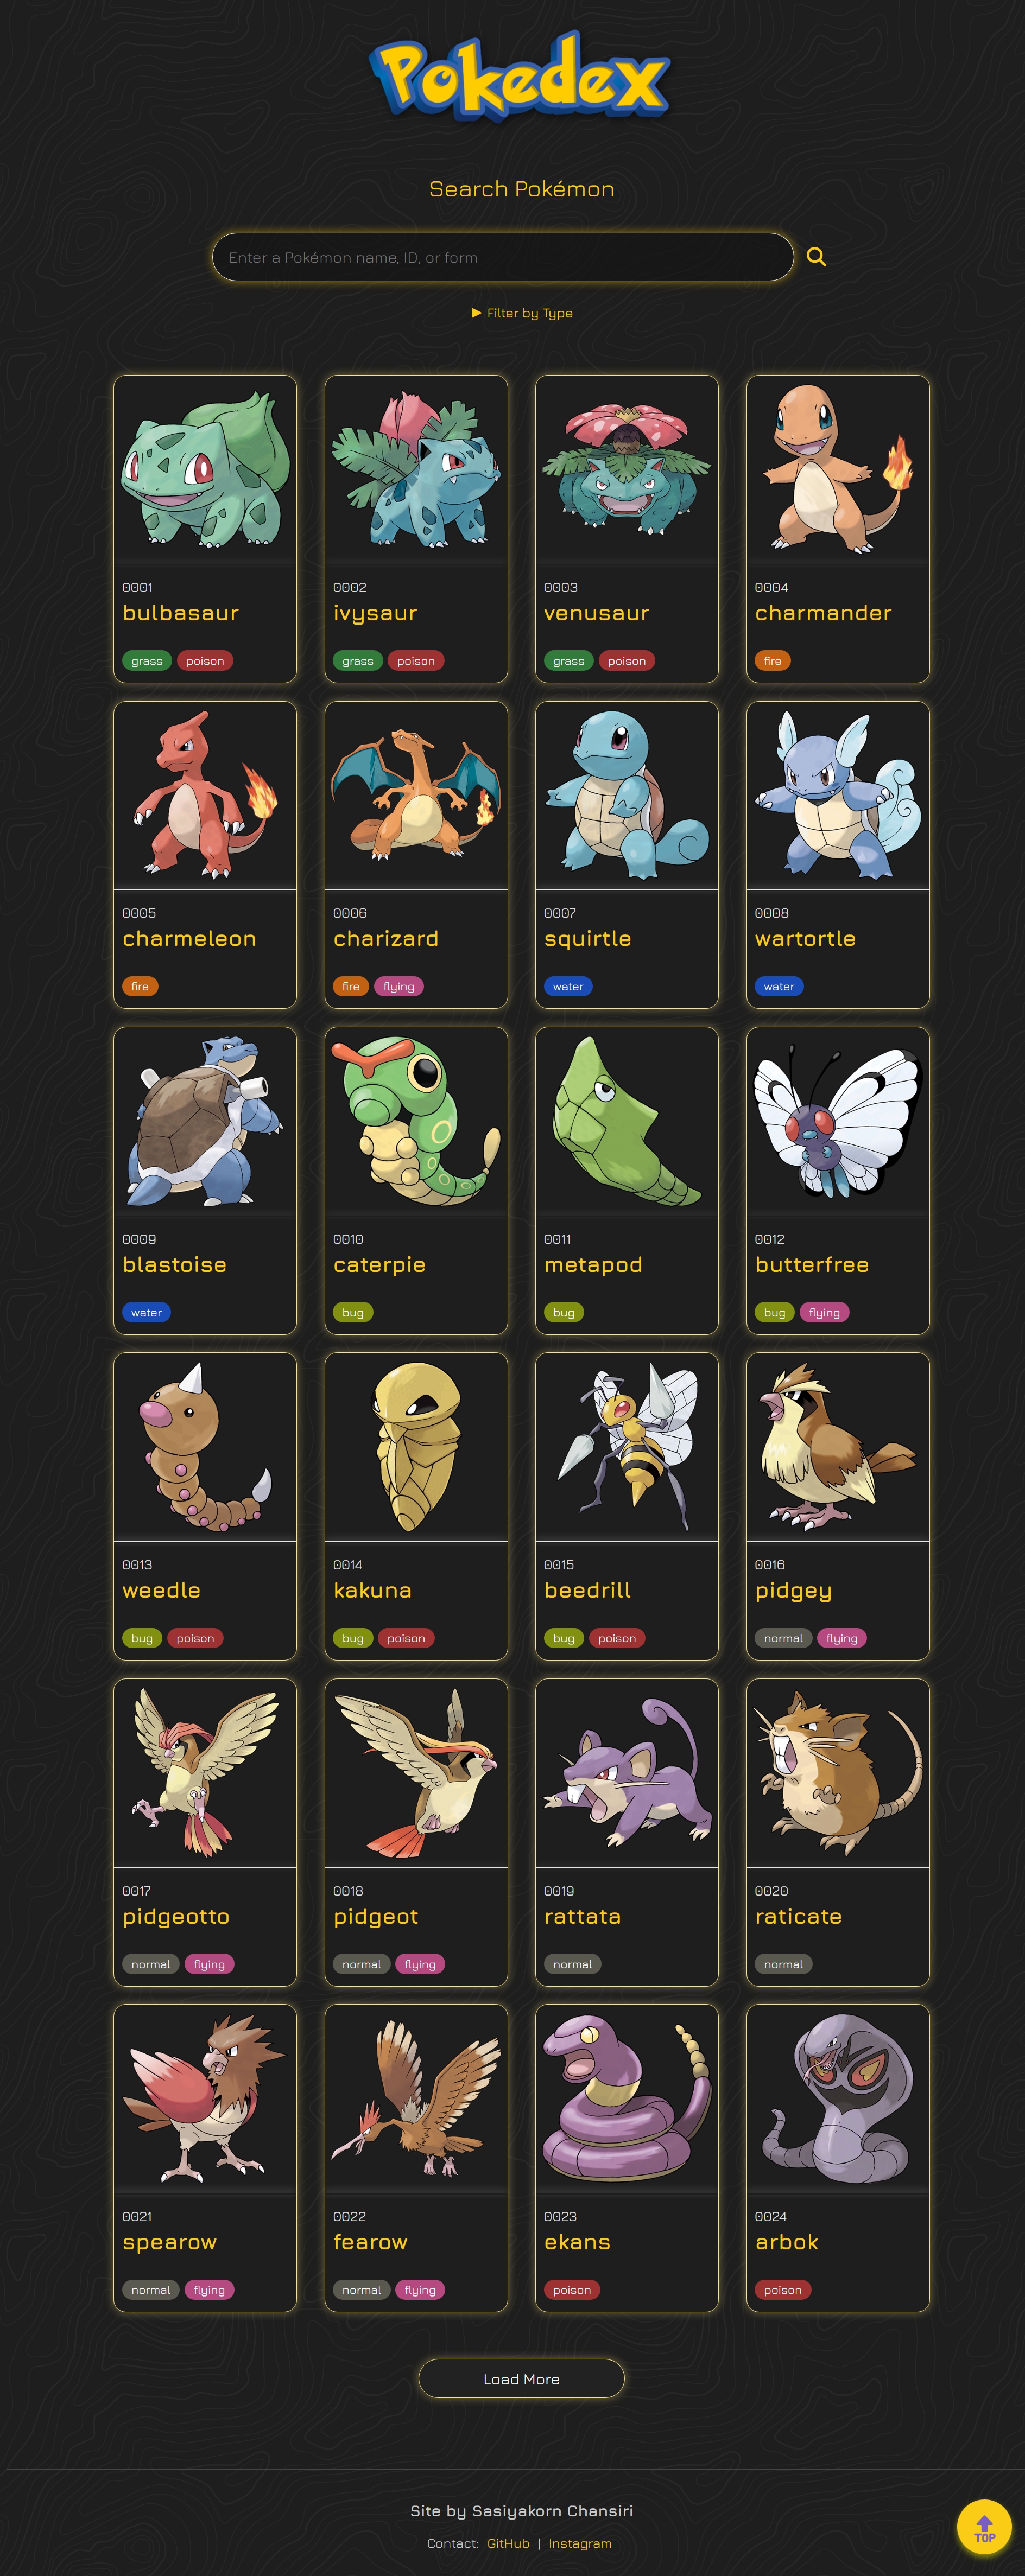 Pokedex
Search Pokémon
Enter a Pokémon name, ID, or form
▶ Filter by Type
0001
bulbasaur
grass poison
0002
ivysaur
grass poison
0003
venusaur
grass poison
0004
charmander
fire
0005
charmeleon
fire
0006
charizard
fire flying
0007
squirtle
water
0008
wartortle
water
0009
blastoise
water
0010
caterpie
bug
0011
metapod
bug
0012
butterfree
bug flying
0013
weedle
bug poison
0014
kakuna
bug poison
0015
beedrill
bug poison
0016
pidgey
normal flying
0017
pidgeotto
normal flying
0018
pidgeot
normal flying
0019
rattata
normal
0020
raticate
normal
0021
spearow
normal flying
0022
fearow
normal flying
0023
ekans
poison
0024
arbok
poison
Load More
Site by Sasiyakorn Chansiri
Contact: GitHub | Instagram
TOP